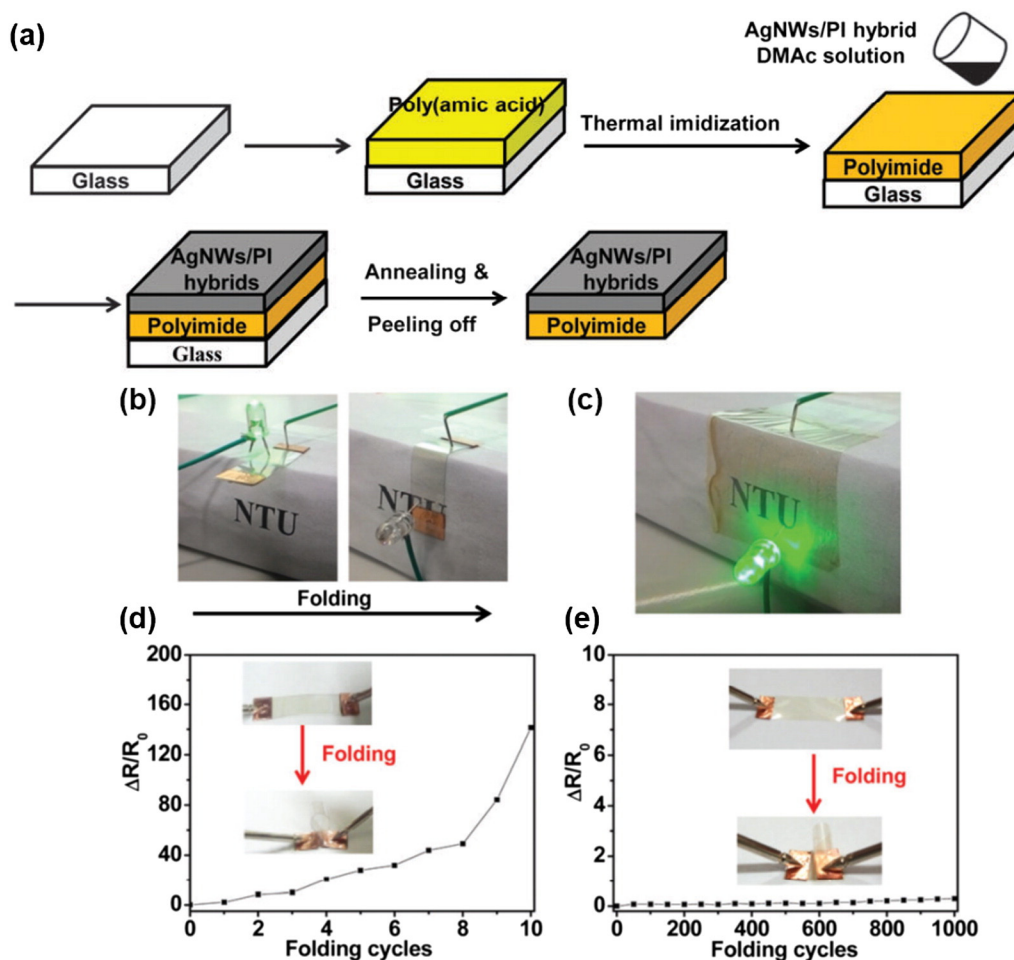 (a)
AgNWs/PI hybrid
DMAc solution
Poly(amic acid)
Glass
Thermal imidization
Polyimide
Glass
Glass
AgNWs/PI
hybrids
Polyimide
Glass
Annealing &
Peeling off
AgNWs/PI
hybrids
Polyimide
(b)
NTU
NTU
Folding
(c)
NTU
(d)
200
160
120
80
40
0
ΔR/R0
Folding
0 2 4 6 8 10
Folding cycles
(e)
10
8
6
4
2
0
ΔR/R0
Folding
0 200 400 600 800 1000
Folding cycles